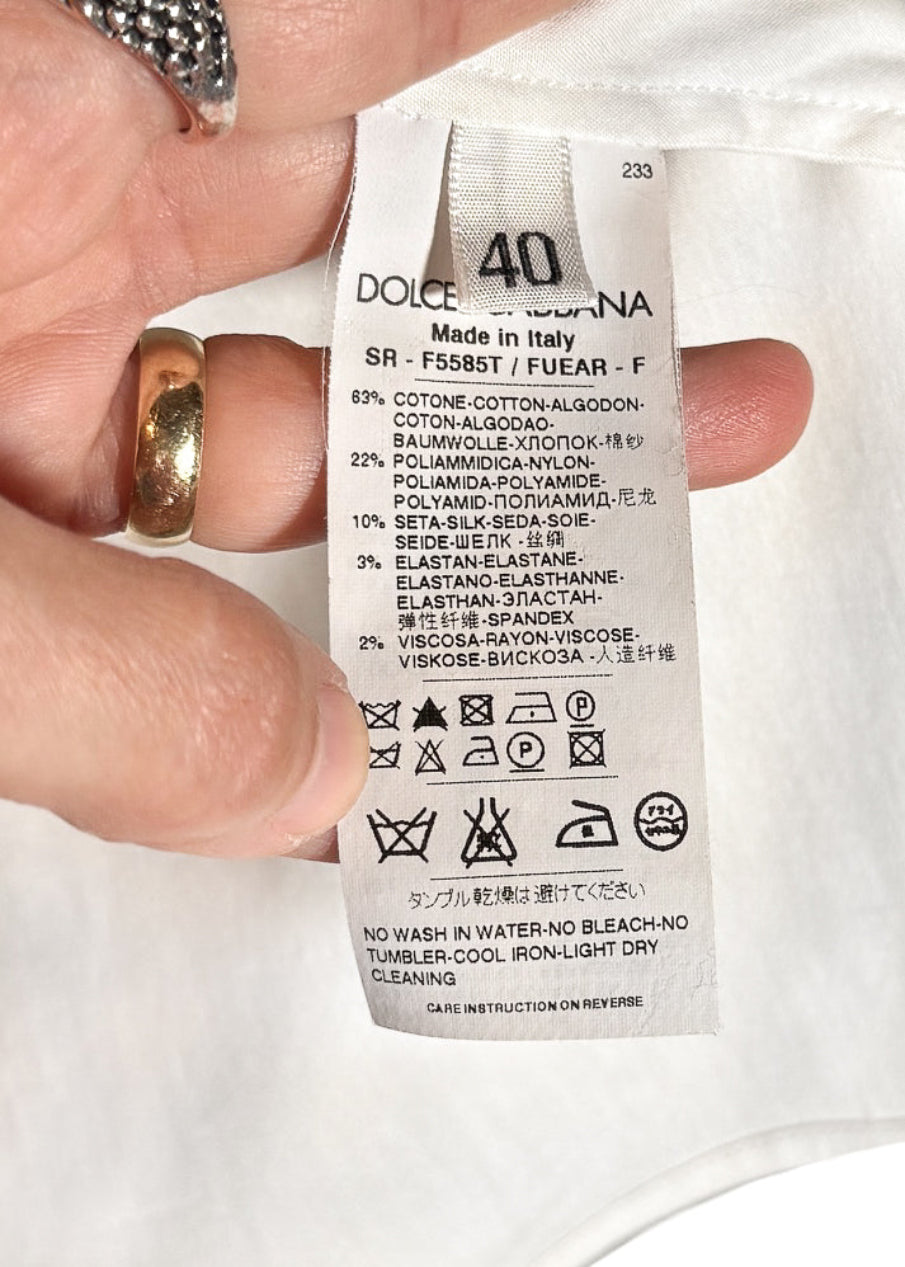 233
40
DOLCE GABBANA
Made in Italy
SR - F5585T / FUEAR - F
63% COTONE-COTTON-ALGODON-
COTON-ALGODAO-
BAUMWOLLE-ХЛОПОК-棉纱
22% POLIAMMIDICA-NYLON-
POLIAMIDA-POLYAMIDE-
POLYAMID-ПОЛИАМИД-尼龙
10% SETA-SILK-SEDA-SOIE-
SEIDE-ШЕЛК -丝绸
3% ELASTAN-ELASTANE-
ELASTANO-ELASTHANNE-
ELASTHAN-ЭЛАСТАН-
弹性纤维-SPANDEX
2% VISCOSA-RAYON-VISCOSE-
VISKOSE-ВИСКОЗА -人造纤维
P
P
ドライ
タンブル乾燥は避けてください
NO WASH IN WATER-NO BLEACH-NO
TUMBLER-COOL IRON-LIGHT DRY
CLEANING
CARE INSTRUCTION ON REVERSE